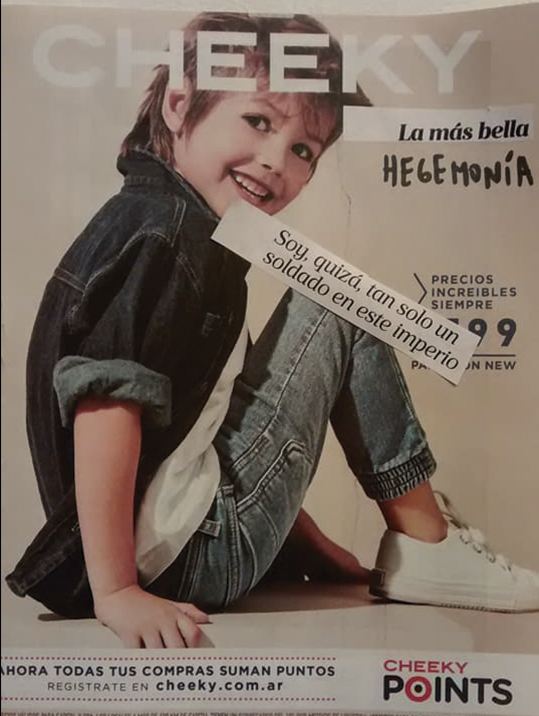 CHEEKY
La más bella
HEGEMONÍA
Soy, quizá, tan solo un
soldado en este imperio
PRECIOS
INCREIBLES
SIEMPRE
199
ON NEW
AHORA TODAS TUS COMPRAS SUMAN PUNTOS
REGISTRATE EN cheeky.com.ar
CHEEKY
POINTS